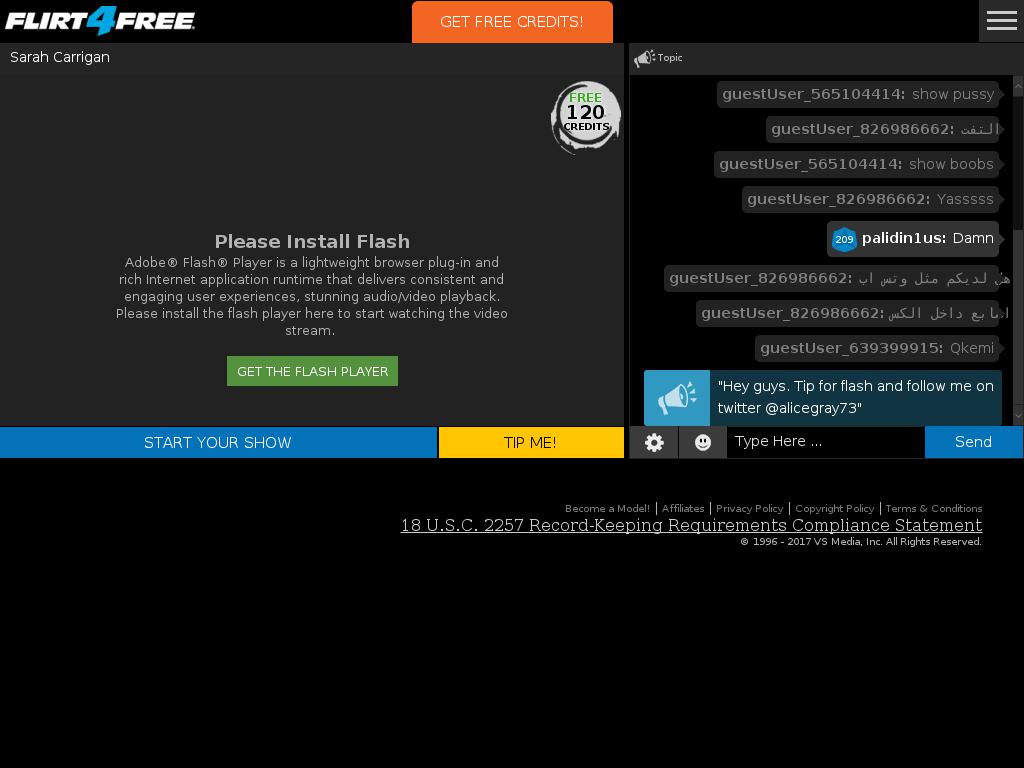 FLIRT4FREE
GET FREE CREDITS!
Sarah Carrigan
FREE
120
CREDITS
Please Install Flash
Adobe® Flash® Player is a lightweight browser plug-in and
rich Internet application runtime that delivers consistent and
engaging user experiences, stunning audio/video playback.
Please install the flash player here to start watching the video
stream.
GET THE FLASH PLAYER
START YOUR SHOW
TIP ME!
Topic
guestUser_565104414: show pussy
guestUser_826986662: التفت
guestUser_565104414: show boobs
guestUser_826986662: Yasssss
209 palidin1us: Damn
guestUser_826986662: هل لديكم مثل وتس اب
guestUser_826986662: اصابع داخل الكس
guestUser_639399915: Qkemi
"Hey guys. Tip for flash and follow me on
twitter @alicegray73"
Type Here ...
Send
Become a Model! | Affiliates | Privacy Policy | Copyright Policy | Terms & Conditions
18 U.S.C. 2257 Record-Keeping Requirements Compliance Statement
© 1996 - 2017 VS Media, Inc. All Rights Reserved.